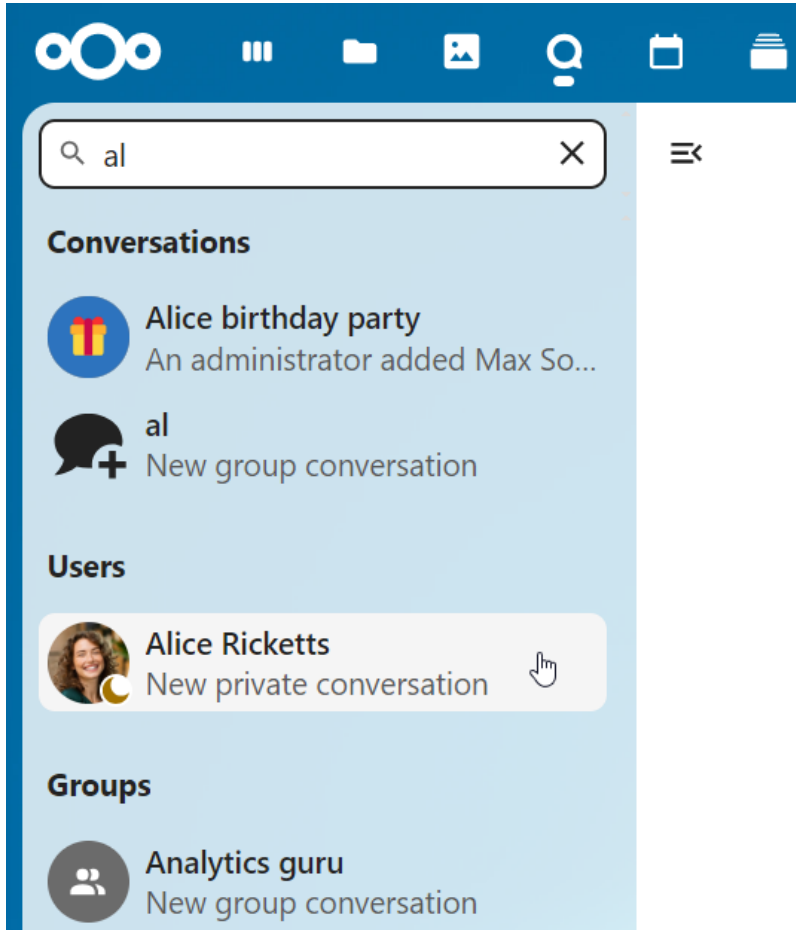 al
Conversations
Alice birthday party
An administrator added Max So...
al
New group conversation
Users
Alice Ricketts
New private conversation
Groups
Analytics guru
New group conversation